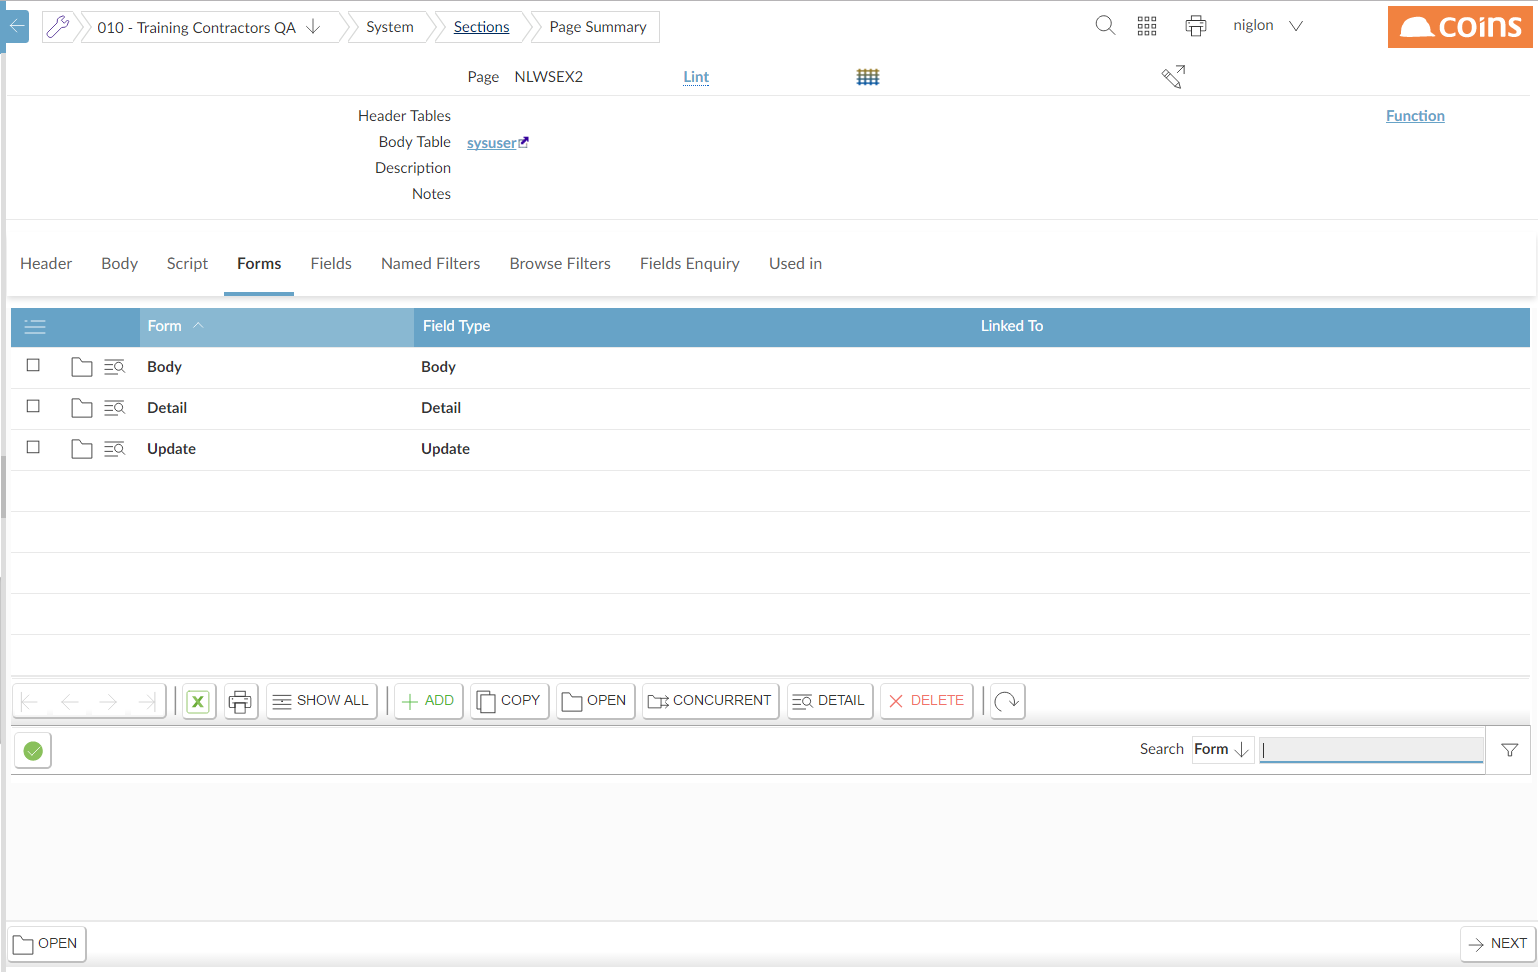 010 - Training Contractors QA System Sections Page Summary niglon coins
Page NLWSEX2 Lint
Header Tables Function
Body Table sysuser
Description
Notes
Header Body Script Forms Fields Named Filters Browse Filters Fields Enquiry Used in
Form Field Type Linked To
Body Body
Detail Detail
Update Update
SHOW ALL ADD COPY OPEN CONCURRENT DETAIL DELETE
Search Form
OPEN NEXT